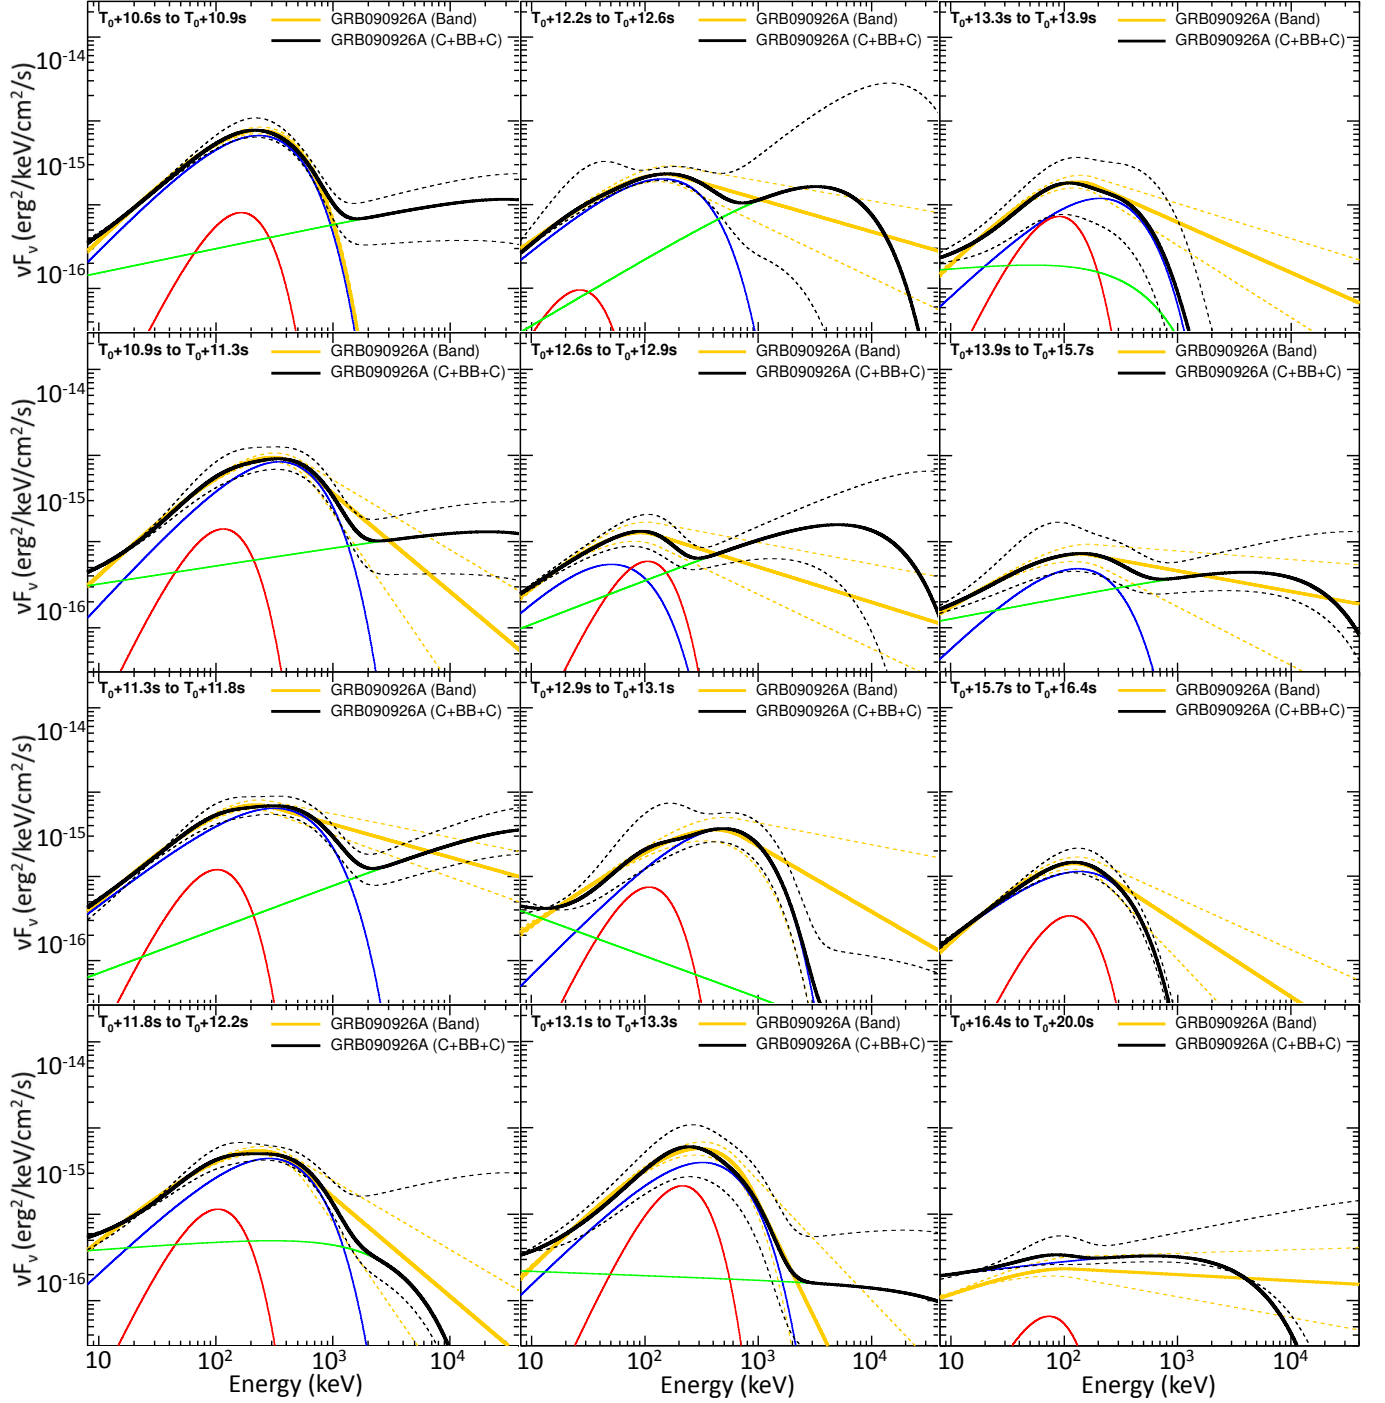 T₀+10.6s to T₀+10.9s
GRB090926A (Band)
GRB090926A (C+BB+C)
T₀+12.2s to T₀+12.6s
GRB090926A (Band)
GRB090926A (C+BB+C)
T₀+13.3s to T₀+13.9s
GRB090926A (Band)
GRB090926A (C+BB+C)
νFᵥ (erg²/keV/cm²/s)
10⁻¹⁴
10⁻¹⁵
10⁻¹⁶
T₀+10.9s to T₀+11.3s
GRB090926A (Band)
GRB090926A (C+BB+C)
T₀+12.6s to T₀+12.9s
GRB090926A (Band)
GRB090926A (C+BB+C)
T₀+13.9s to T₀+15.7s
GRB090926A (Band)
GRB090926A (C+BB+C)
νFᵥ (erg²/keV/cm²/s)
10⁻¹⁴
10⁻¹⁵
10⁻¹⁶
T₀+11.3s to T₀+11.8s
GRB090926A (Band)
GRB090926A (C+BB+C)
T₀+12.9s to T₀+13.1s
GRB090926A (Band)
GRB090926A (C+BB+C)
T₀+15.7s to T₀+16.4s
GRB090926A (Band)
GRB090926A (C+BB+C)
νFᵥ (erg²/keV/cm²/s)
10⁻¹⁴
10⁻¹⁵
10⁻¹⁶
T₀+11.8s to T₀+12.2s
GRB090926A (Band)
GRB090926A (C+BB+C)
T₀+13.1s to T₀+13.3s
GRB090926A (Band)
GRB090926A (C+BB+C)
T₀+16.4s to T₀+20.0s
GRB090926A (Band)
GRB090926A (C+BB+C)
νFᵥ (erg²/keV/cm²/s)
10⁻¹⁴
10⁻¹⁵
10⁻¹⁶
10 10² 10³ 10⁴
10 10² 10³ 10⁴
10 10² 10³ 10⁴
Energy (keV)
Energy (keV)
Energy (keV)